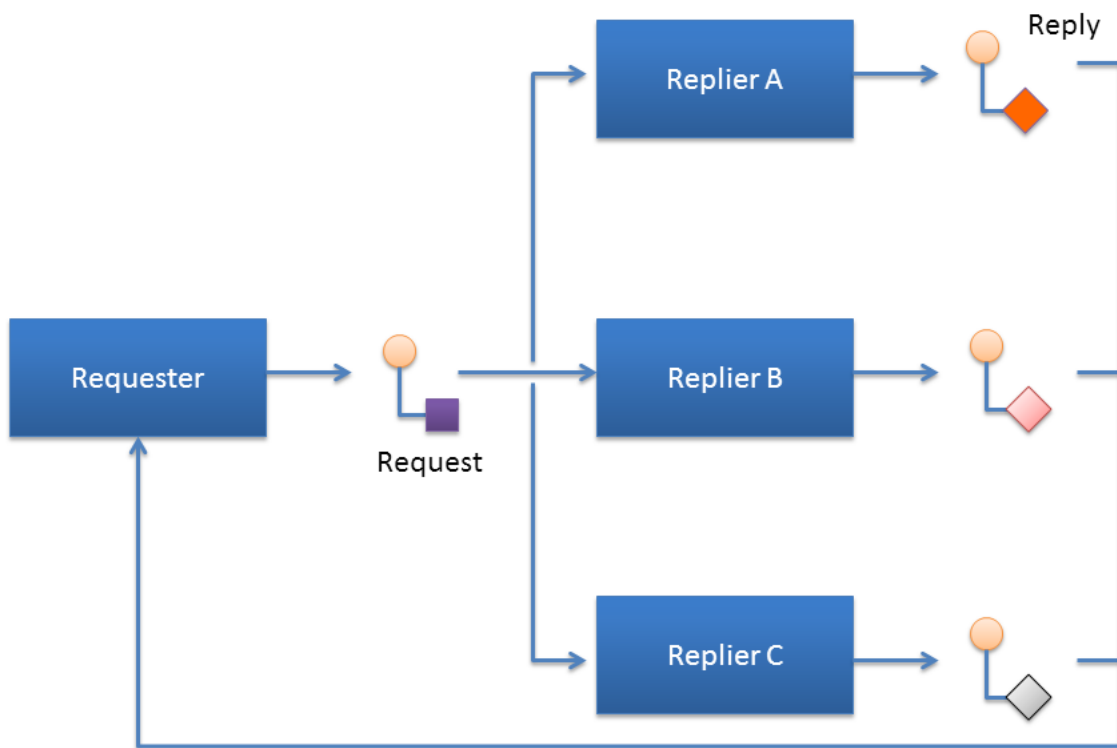 Reply
Replier A
Requester
Replier B
Request
Replier C